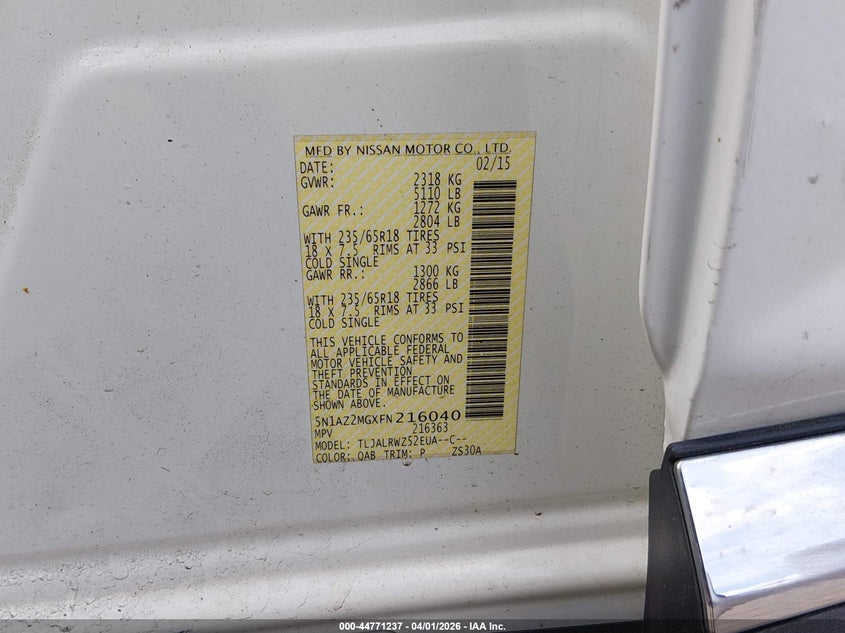 MFD BY NISSAN MOTOR CO., LTD.
DATE: 02/15
GVWR: 2318 KG
5110 LB
GAWR FR.: 1272 KG
2804 LB
WITH 235/65R18 TIRES
18 X 7.5 RIMS AT 33 PSI
COLD SINGLE
GAWR RR.: 1300 KG
2866 LB
WITH 235/65R18 TIRES
18 X 7.5 RIMS AT 33 PSI
COLD SINGLE
THIS VEHICLE CONFORMS TO
ALL APPLICABLE FEDERAL
MOTOR VEHICLE SAFETY AND
THEFT PREVENTION
STANDARDS IN EFFECT ON
THE DATE OF MANUFACTURE
SHOWN ABOVE.
5N1AZ2MGXFN216040
MPV 216363
MODEL: TLJALRWZ52EUA--C--
COLOR: QAB TRIM: P ZS30A
000-44771237 - 04/01/2026 - IAA Inc.